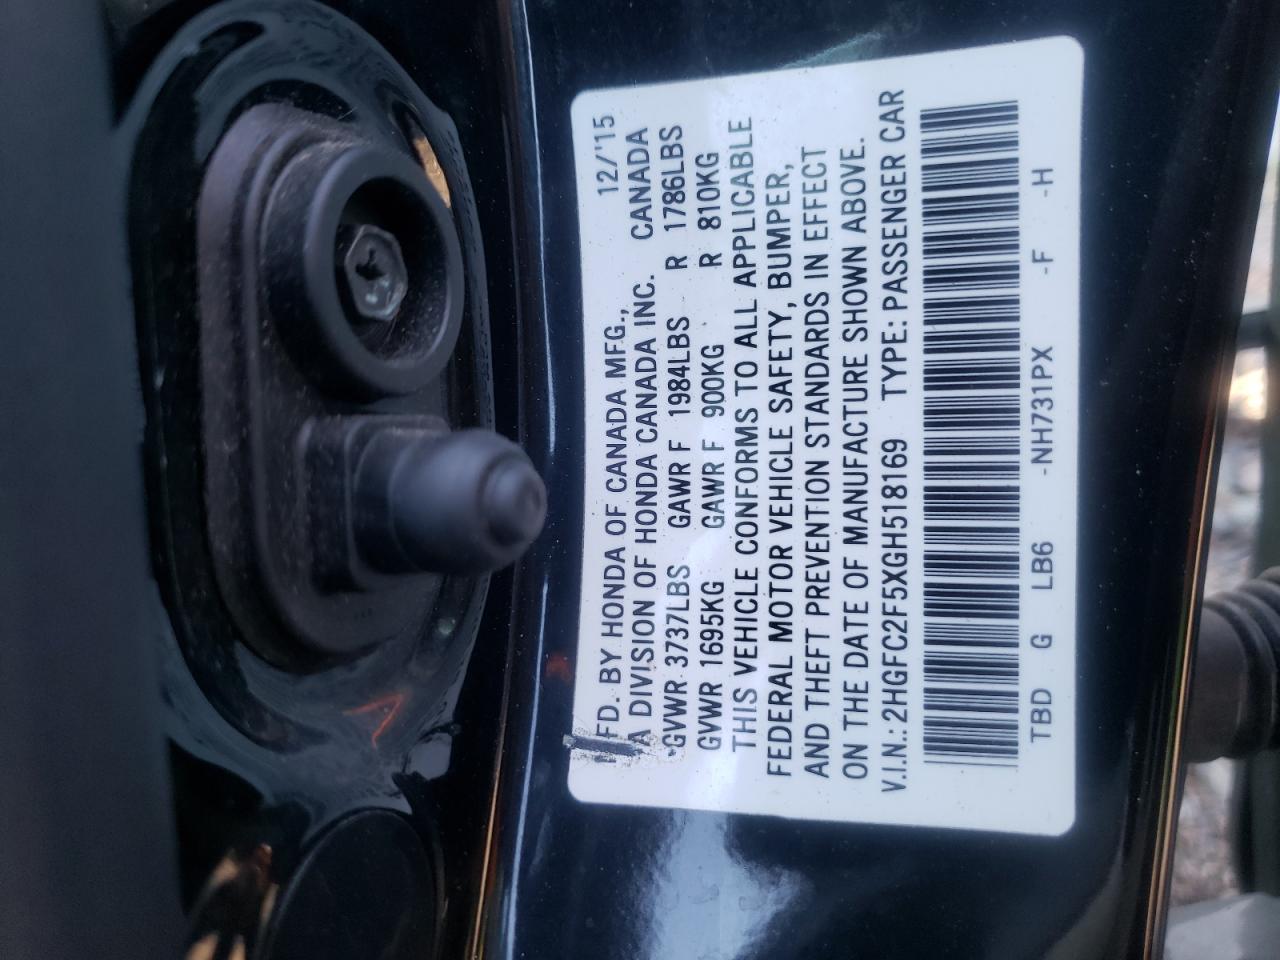 FD. BY HONDA OF CANADA MFG., 12/'15
A DIVISION OF HONDA CANADA INC. CANADA
GVWR 3737LBS GAWR F 1984LBS R 1786LBS
GVWR 1695KG GAWR F 900KG R 810KG
THIS VEHICLE CONFORMS TO ALL APPLICABLE
FEDERAL MOTOR VEHICLE SAFETY, BUMPER,
AND THEFT PREVENTION STANDARDS IN EFFECT
ON THE DATE OF MANUFACTURE SHOWN ABOVE.
V.I.N.: 2HGFC2F5XGH518169 TYPE: PASSENGER CAR
TBD G LB6 -NH731PX -F -H